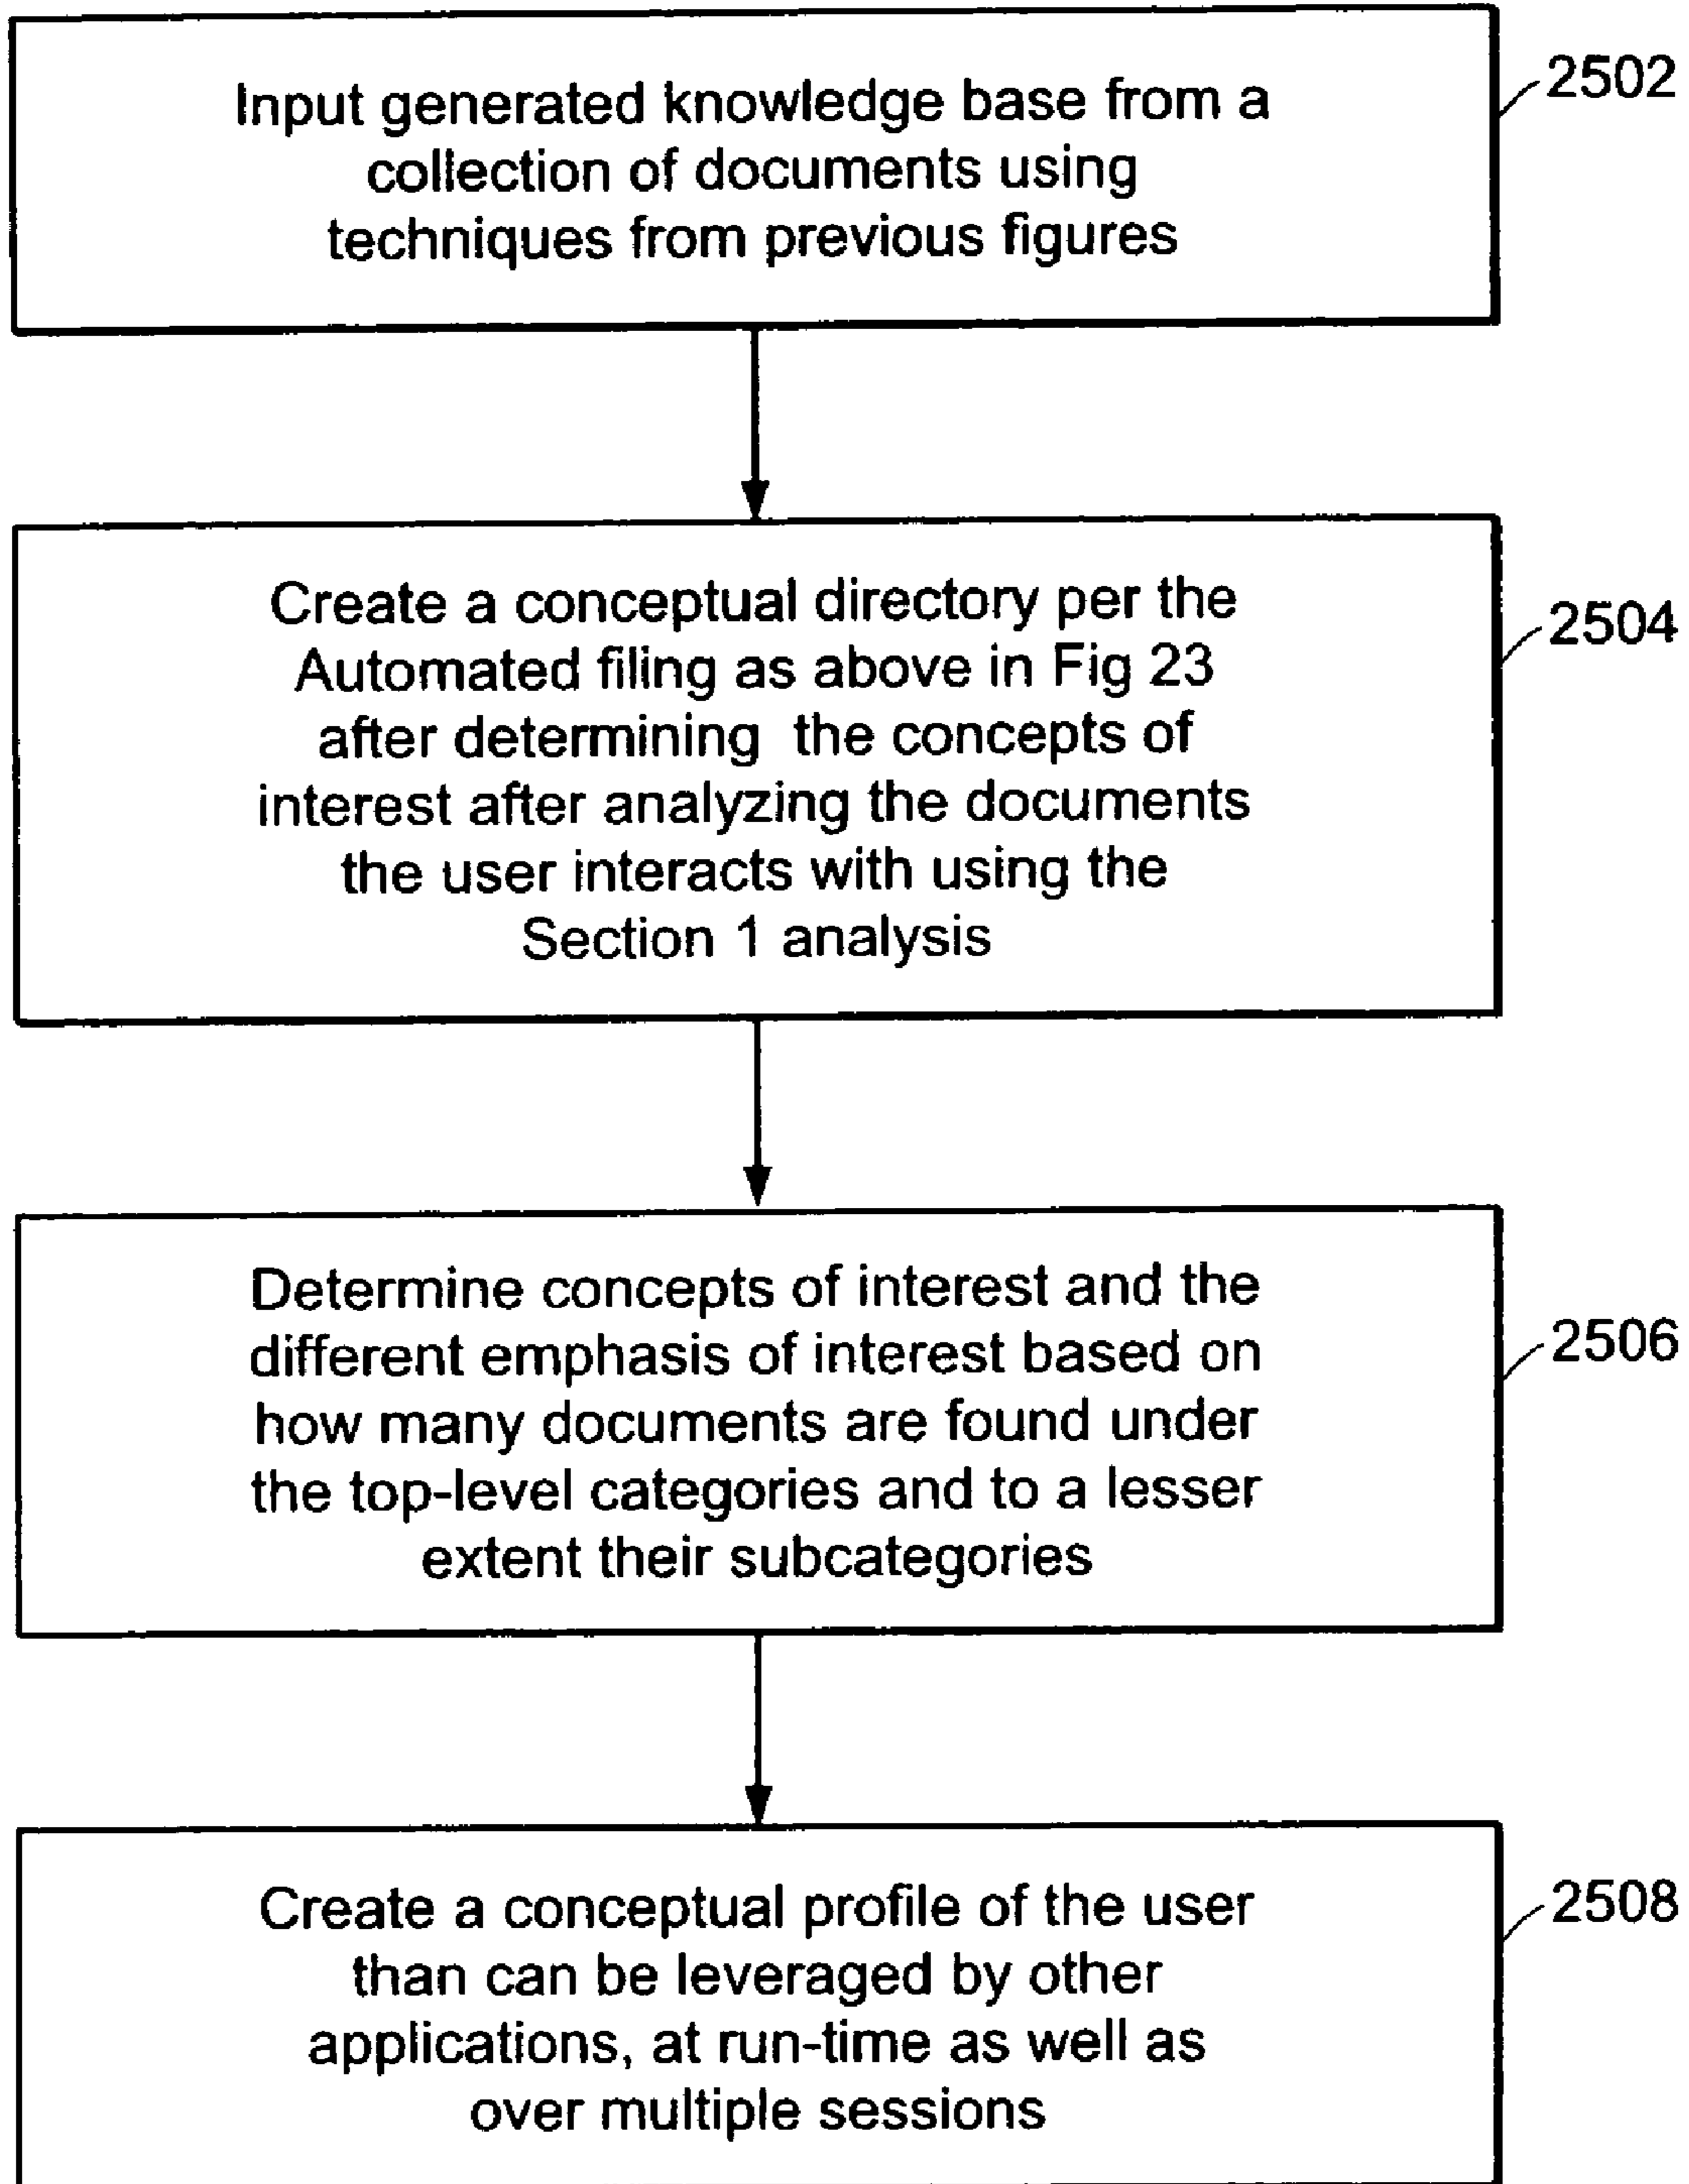 Input generated knowledge base from a
collection of documents using
techniques from previous figures
2502
Create a conceptual directory per the
Automated filing as above in Fig 23
after determining the concepts of
interest after analyzing the documents
the user interacts with using the
Section 1 analysis
2504
Determine concepts of interest and the
different emphasis of interest based on
how many documents are found under
the top-level categories and to a lesser
extent their subcategories
2506
Create a conceptual profile of the user
than can be leveraged by other
applications, at run-time as well as
over multiple sessions
2508